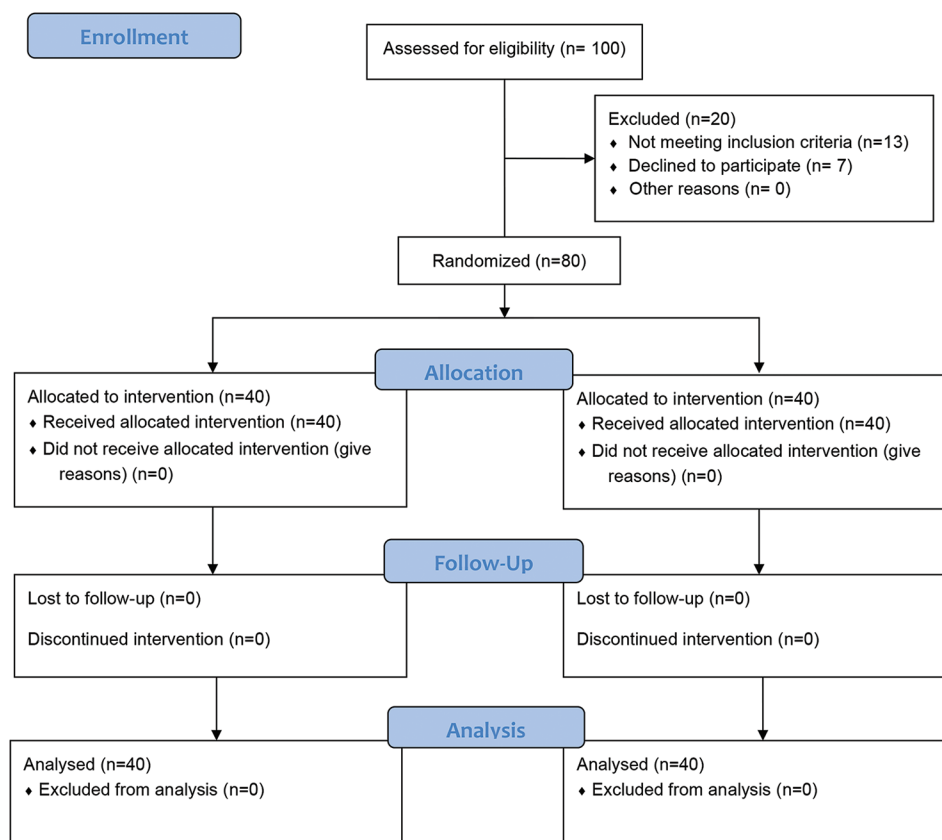 Enrollment
Assessed for eligibility (n= 100)
Excluded (n=20)
♦ Not meeting inclusion criteria (n=13)
♦ Declined to participate (n= 7)
♦ Other reasons (n= 0)
Randomized (n=80)
Allocation
Allocated to intervention (n=40)
♦ Received allocated intervention (n=40)
♦ Did not receive allocated intervention (give
reasons) (n=0)
Allocated to intervention (n=40)
♦ Received allocated intervention (n=40)
♦ Did not receive allocated intervention (give
reasons) (n=0)
Follow-Up
Lost to follow-up (n=0)
Discontinued intervention (n=0)
Lost to follow-up (n=0)
Discontinued intervention (n=0)
Analysis
Analysed (n=40)
♦ Excluded from analysis (n=0)
Analysed (n=40)
♦ Excluded from analysis (n=0)